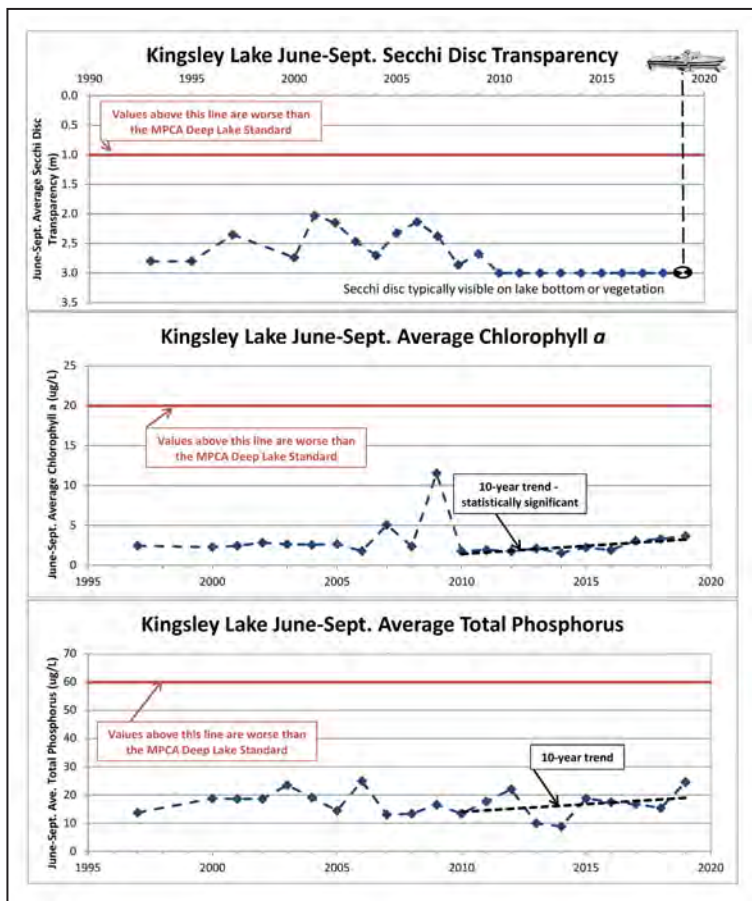 Kingsley Lake June-Sept. Secchi Disc Transparency
1990 1995 2000 2005 2010 2015 2020
0.0
0.5
1.0
1.5
2.0
2.5
3.0
3.5
June-Sept. Average Secchi Disc
Transparency (m)
Values above this line are worse than
the MPCA Deep Lake Standard
Secchi disc typically visible on lake bottom or vegetation
Kingsley Lake June-Sept. Average Chlorophyll a
25
20
15
10
5
0
June-Sept. Average Chlorophyll a (ug/L)
Values above this line are worse than
the MPCA Deep Lake Standard
10-year trend -
statistically significant
1995 2000 2005 2010 2015 2020
Kingsley Lake June-Sept. Average Total Phosphorus
70
60
50
40
30
20
10
0
June-Sept. Ave. Total Phosphorus (ug/L)
Values above this line are worse than
the MPCA Deep Lake Standard
10-year trend
1995 2000 2005 2010 2015 2020